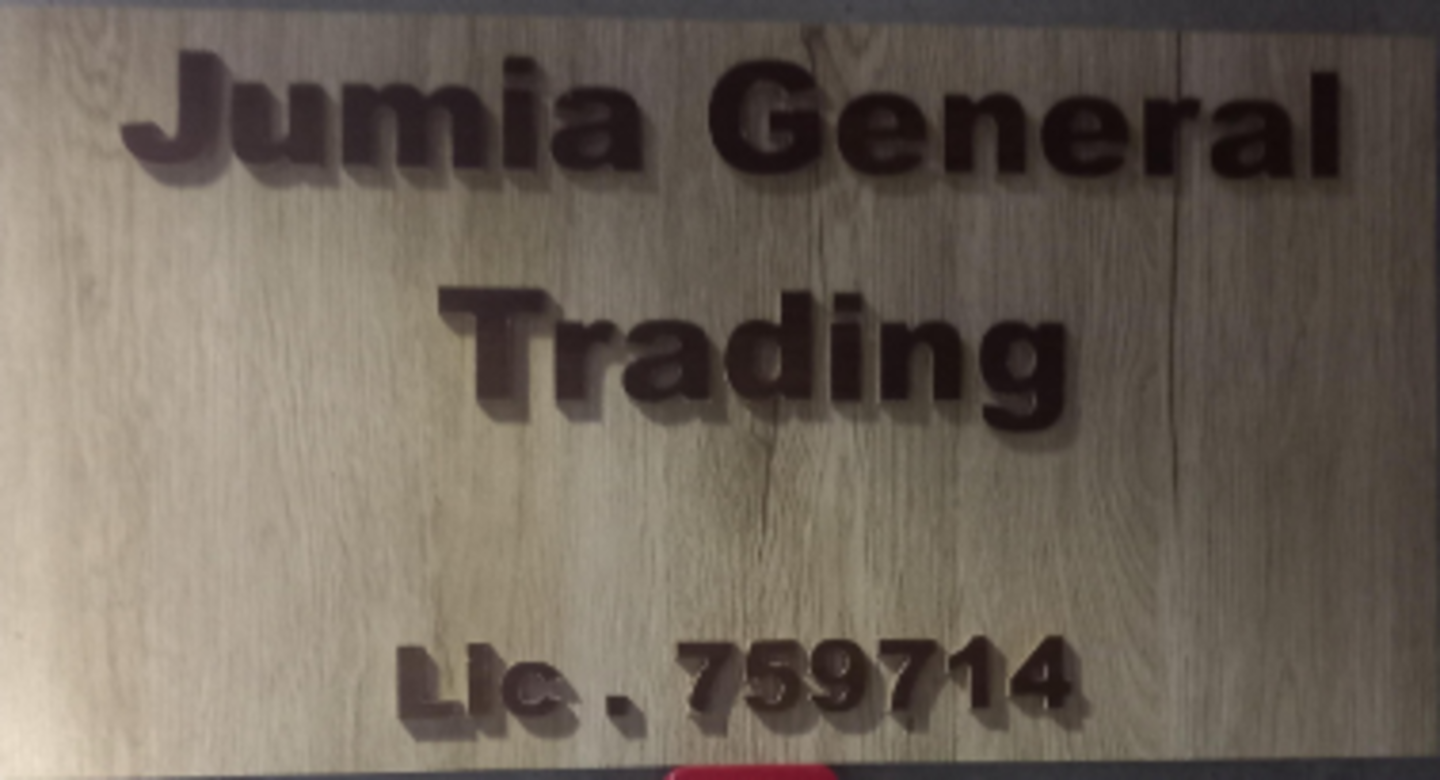 Jumia General
Trading
Lic . 759714